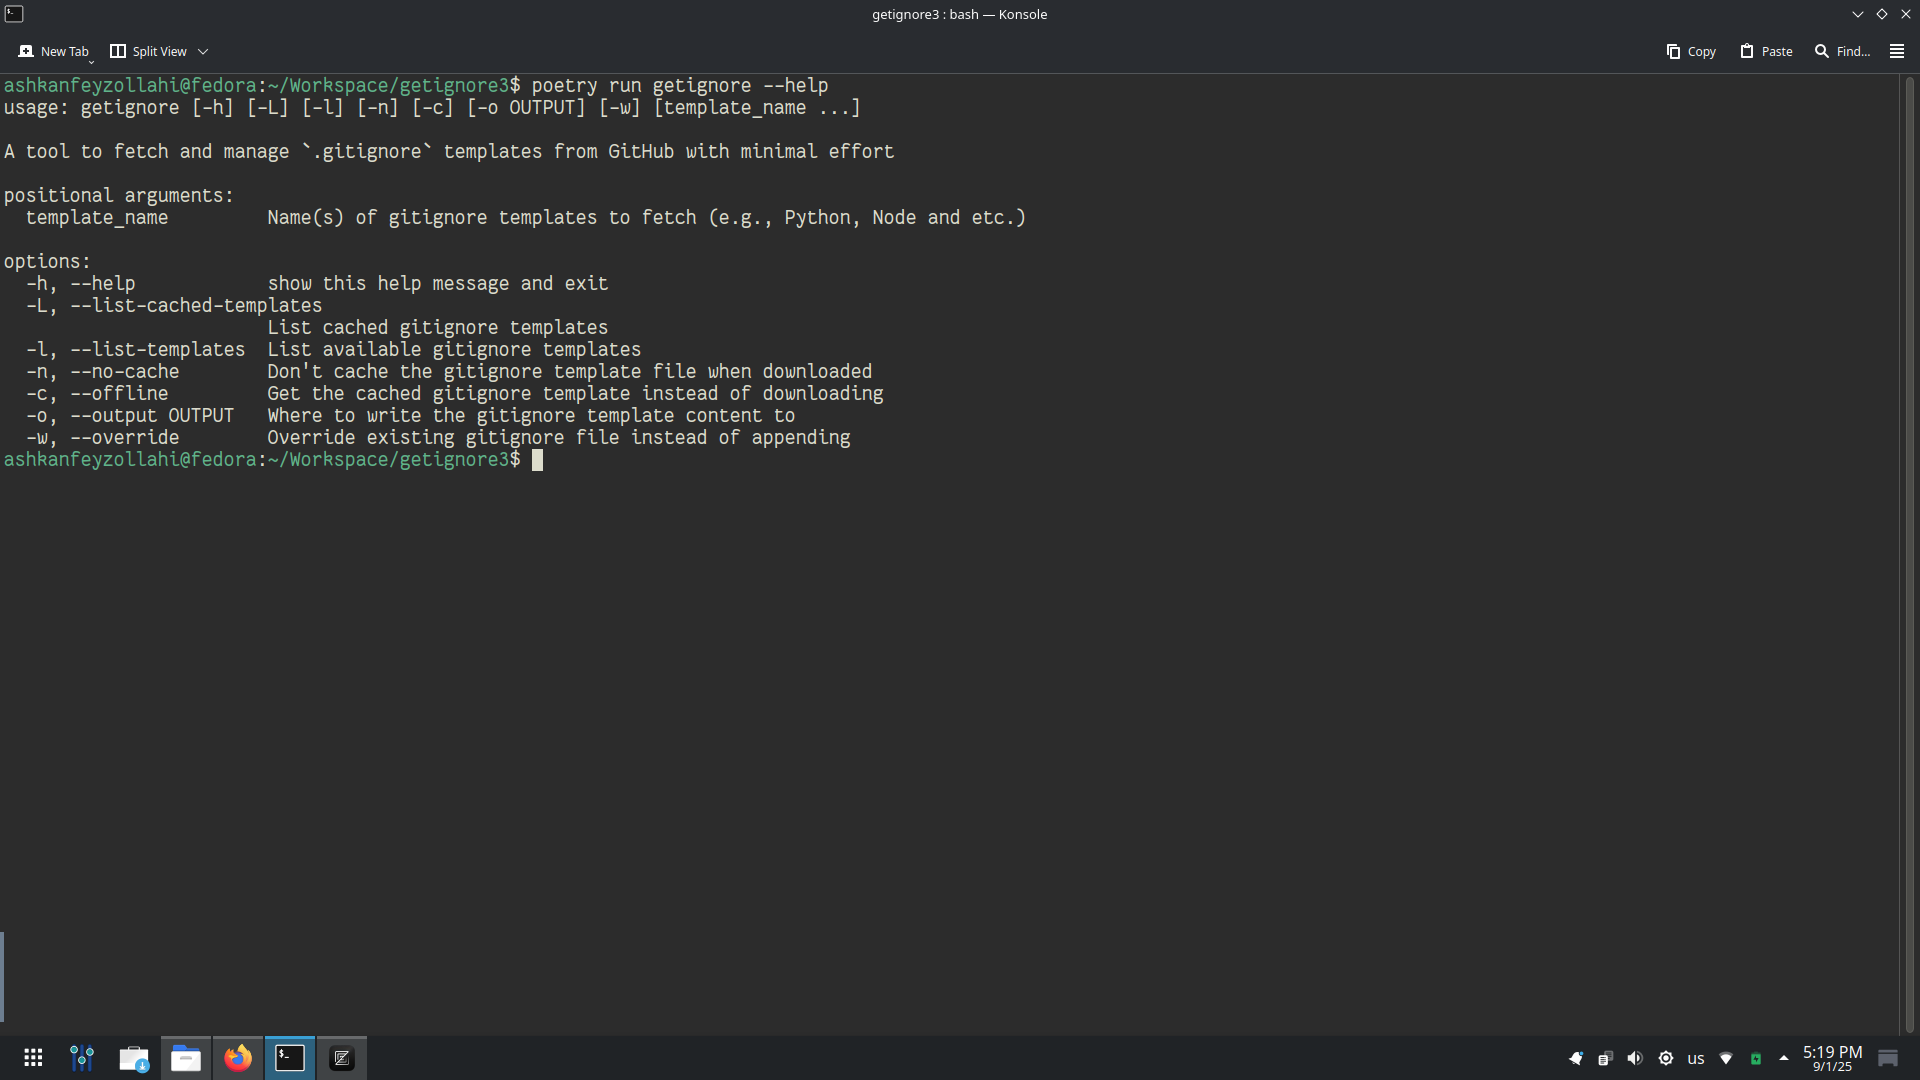 getignore3 : bash — Konsole
New Tab
Split View
Copy
Paste
Find...
ashkanfeyzollahi@fedora:~/Workspace/getignore3$ poetry run getignore --help
usage: getignore [-h] [-L] [-l] [-n] [-c] [-o OUTPUT] [-w] [template_name ...]
A tool to fetch and manage `.gitignore` templates from GitHub with minimal effort
positional arguments:
template_name Name(s) of gitignore templates to fetch (e.g., Python, Node and etc.)
options:
-h, --help show this help message and exit
-L, --list-cached-templates
List cached gitignore templates
-l, --list-templates List available gitignore templates
-n, --no-cache Don't cache the gitignore template file when downloaded
-c, --offline Get the cached gitignore template instead of downloading
-o, --output OUTPUT Where to write the gitignore template content to
-w, --override Override existing gitignore file instead of appending
ashkanfeyzollahi@fedora:~/Workspace/getignore3$
us
5:19 PM
9/1/25